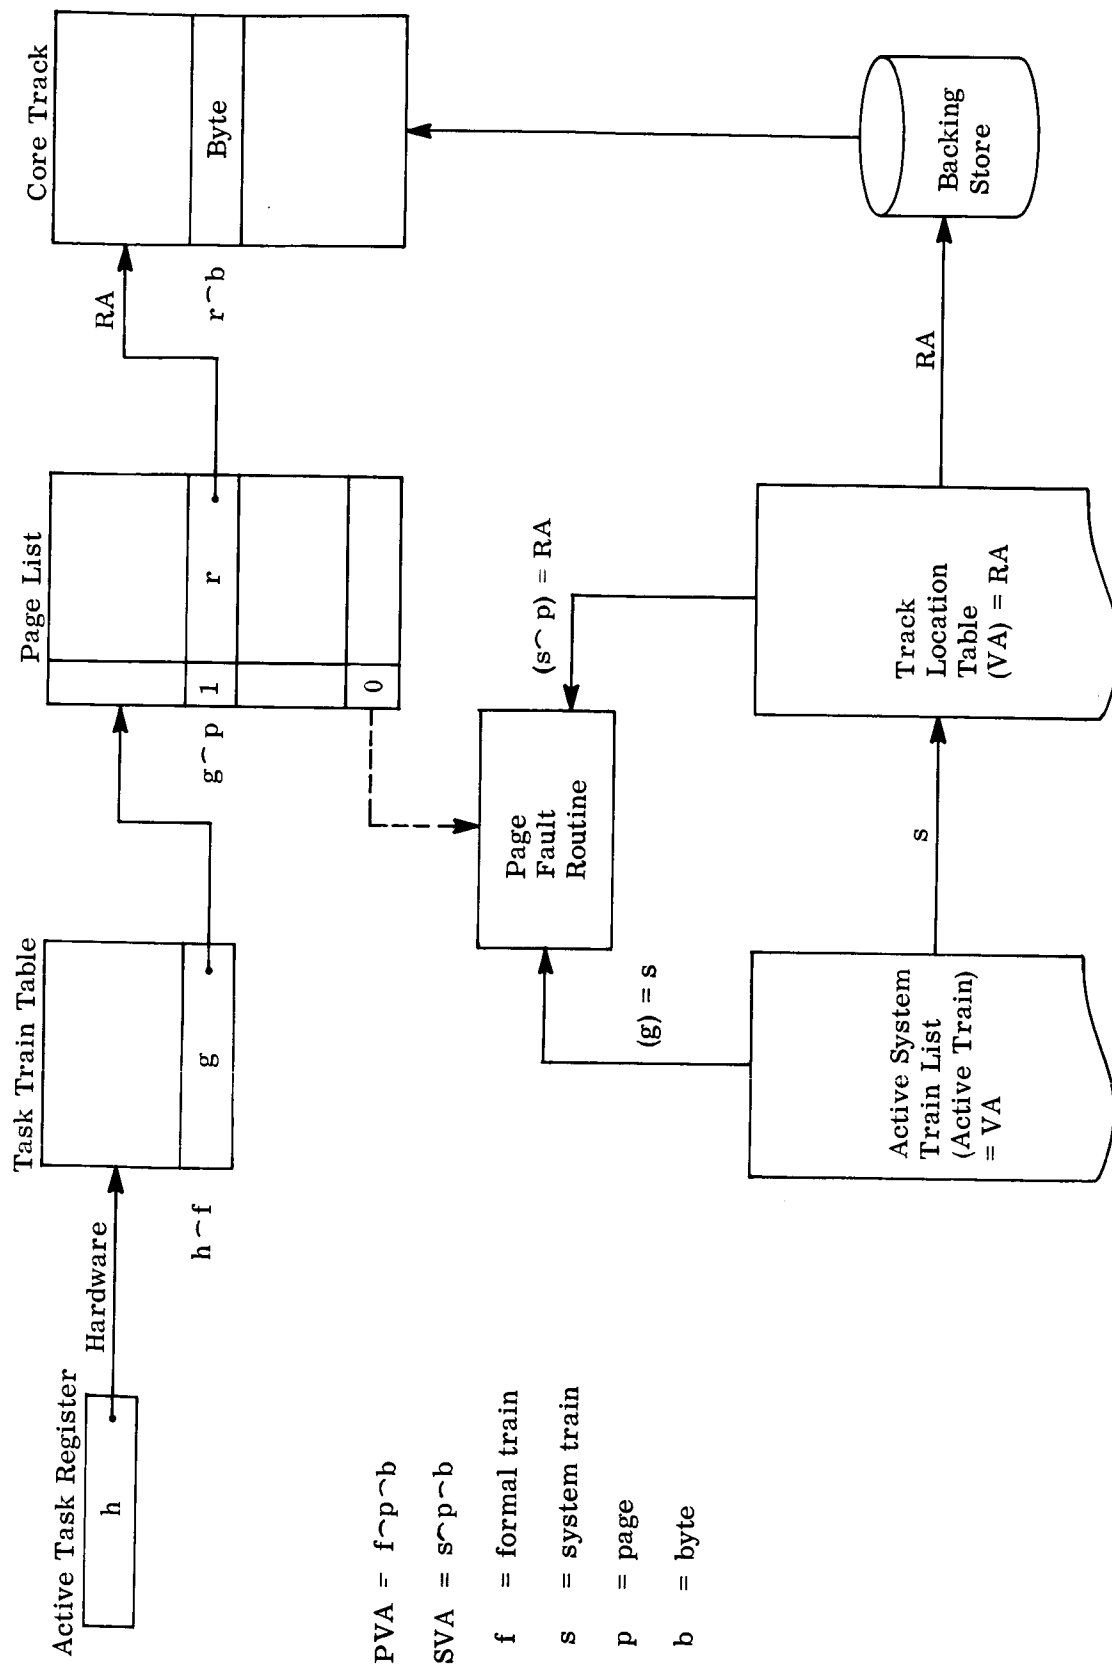 Active Task Register
h
Hardware
Task Train Table
g
h⌢f
Page List
1
r
0
g⌢p
RA
Core Track
Byte
r⌢b
Page
Fault
Routine
(g) = s
(s⌢p) = RA
Active System
Train List
(Active Train)
= VA
s
Track
Location
Table
(VA) = RA
RA
Backing
Store
PVA = f⌢p⌢b
SVA = s⌢p⌢b
f = formal train
s = system train
p = page
b = byte